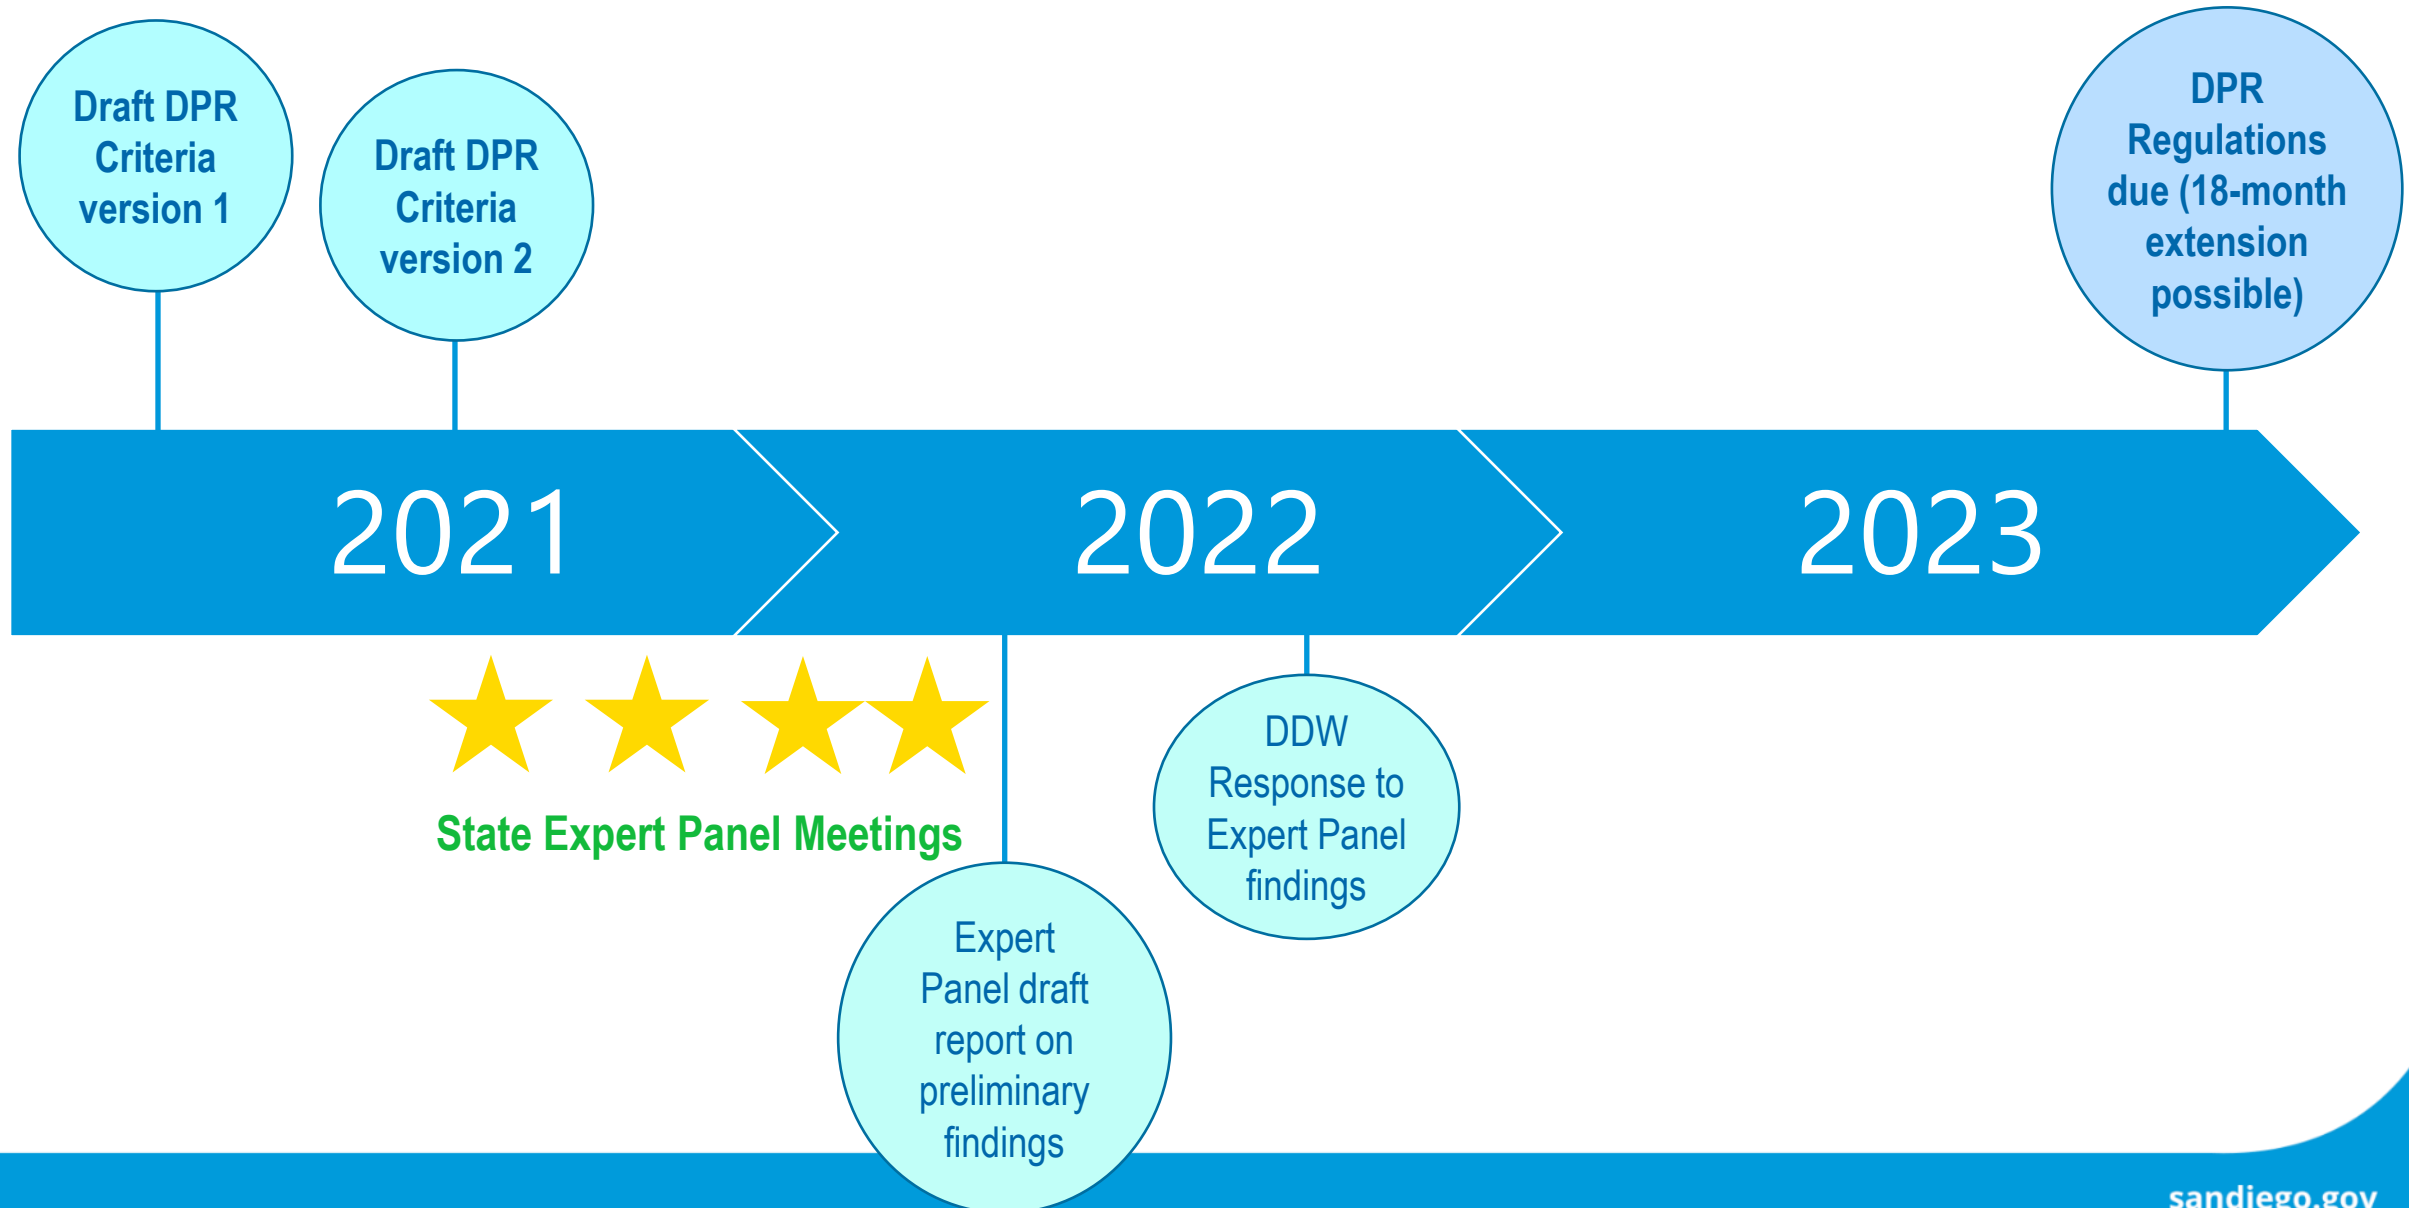 Draft DPR
Criteria
version 1
Draft DPR
Criteria
version 2
DPR
Regulations
due (18-month
extension
possible)
2021
2022
2023
State Expert Panel Meetings
Expert
Panel draft
report on
preliminary
findings
DDW
Response to
Expert Panel
findings
sandiego.gov